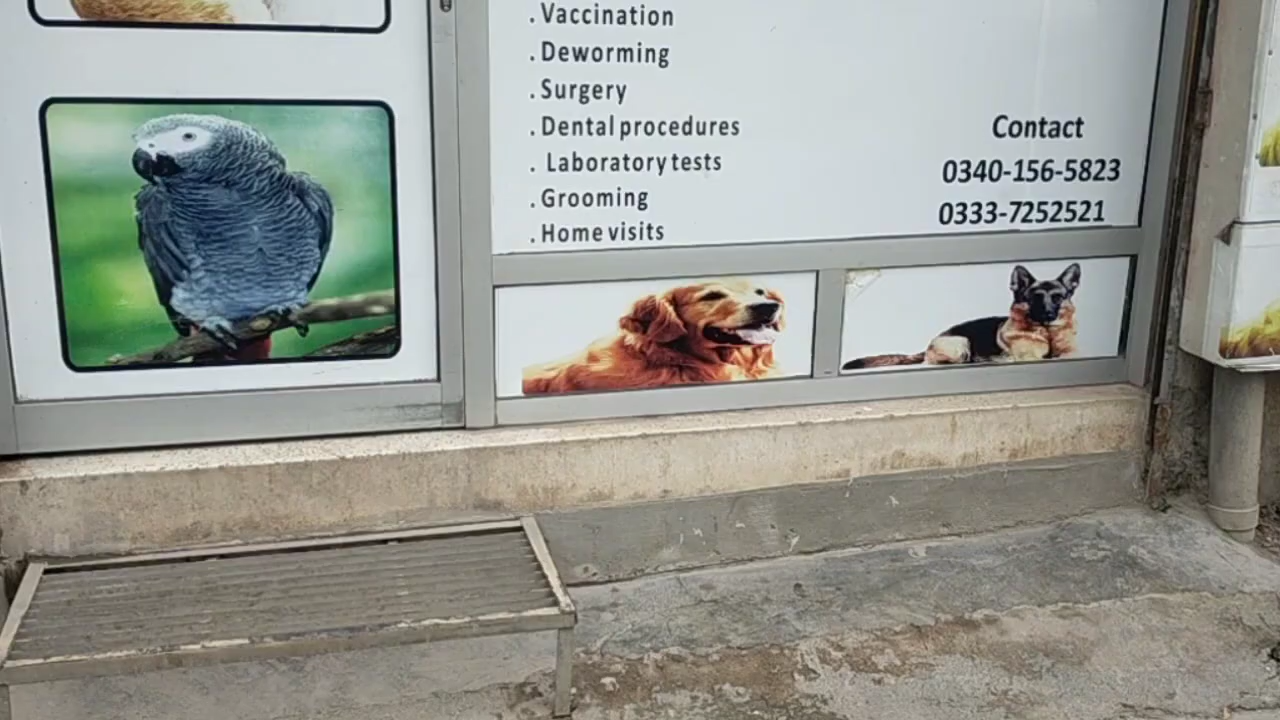 . Vaccination
. Deworming
. Surgery
. Dental procedures
. Laboratory tests
. Grooming
. Home visits
Contact
0340-156-5823
0333-7252521